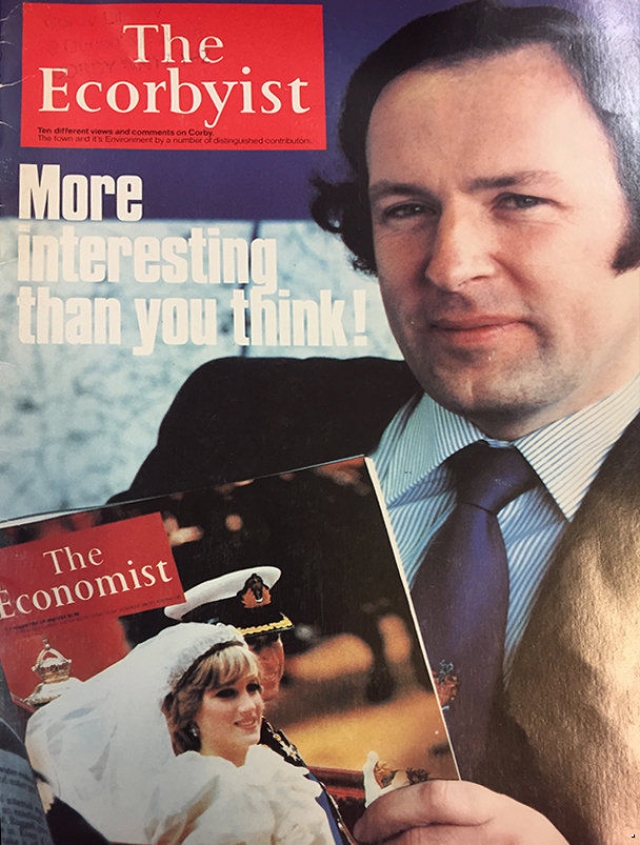 The
Ecorbyist
Ten different views and comments on Corby.
The town and it's Environment by a number of distinguished contributors.
More
interesting
than you think!
The
Economist